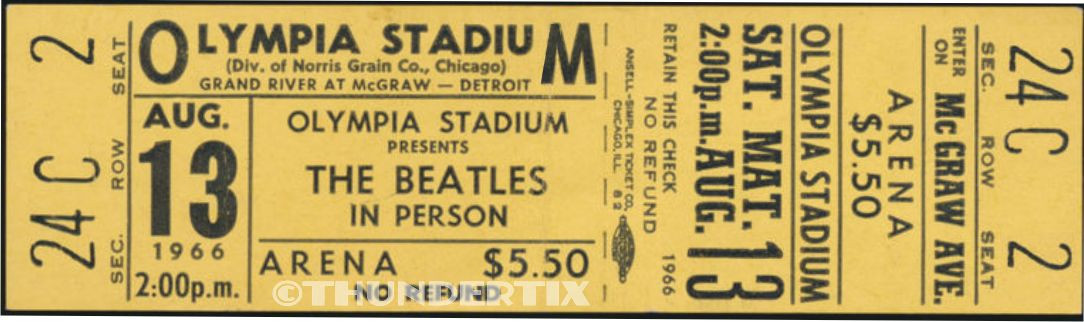 SEC. ROW SEAT
24 C 2
OLYMPIA STADIUM
(Div. of Norris Grain Co., Chicago)
GRAND RIVER AT McGRAW — DETROIT
AUG.
13
1966
2:00p.m.
OLYMPIA STADIUM
PRESENTS
THE BEATLES
IN PERSON
ARENA $5.50
NO REFUND
©THUNDERTIX
ANSELL-SIMPLEX TICKET CO.
CHICAGO, ILL. 82
NO REFUND
RETAIN THIS CHECK 1966
2:00p.m. AUG. 13
SAT. MAT.
OLYMPIA STADIUM
$5.50
ARENA
ENTER
ON
McGRAW AVE.
SEC. ROW SEAT
24 C 2